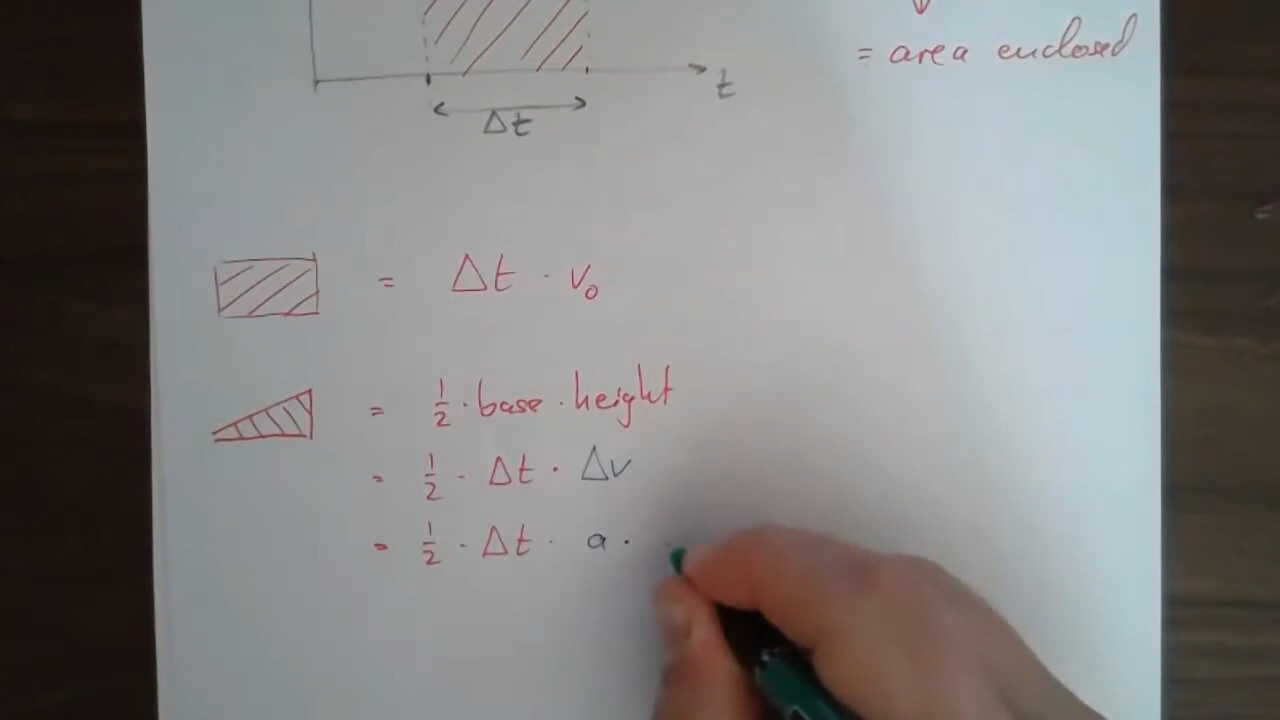 = area enclosed
t
Δt
= Δt · v₀
= ½ · base · height
= ½ · Δt · Δv
= ½ · Δt · a ·